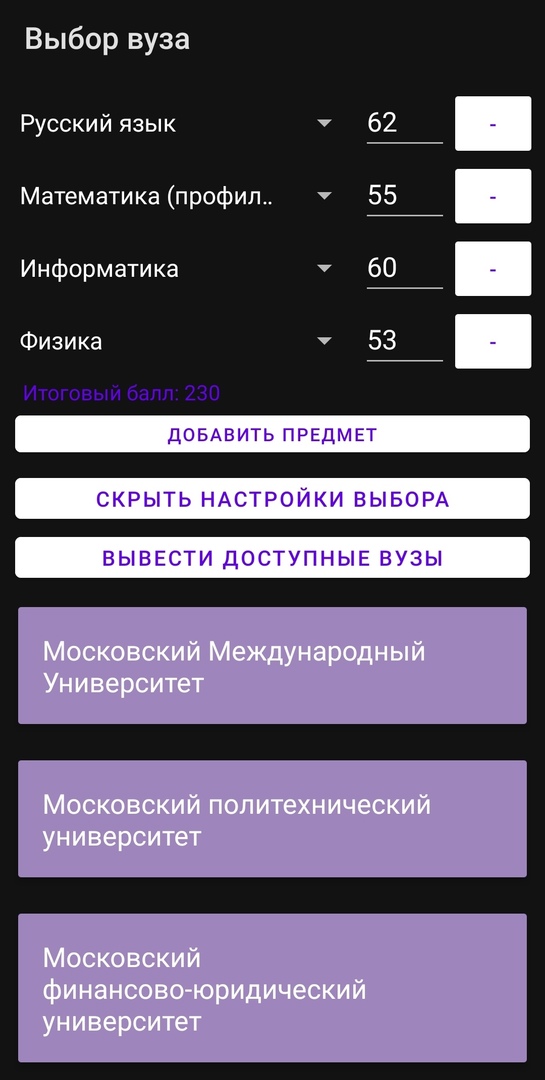 Выбор вуза
Русский язык 62 -
Математика (профил.. 55 -
Информатика 60 -
Физика 53 -
Итоговый балл: 230
ДОБАВИТЬ ПРЕДМЕТ
СКРЫТЬ НАСТРОЙКИ ВЫБОРА
ВЫВЕСТИ ДОСТУПНЫЕ ВУЗЫ
Московский Международный
Университет
Московский политехнический
университет
Московский
финансово-юридический
университет